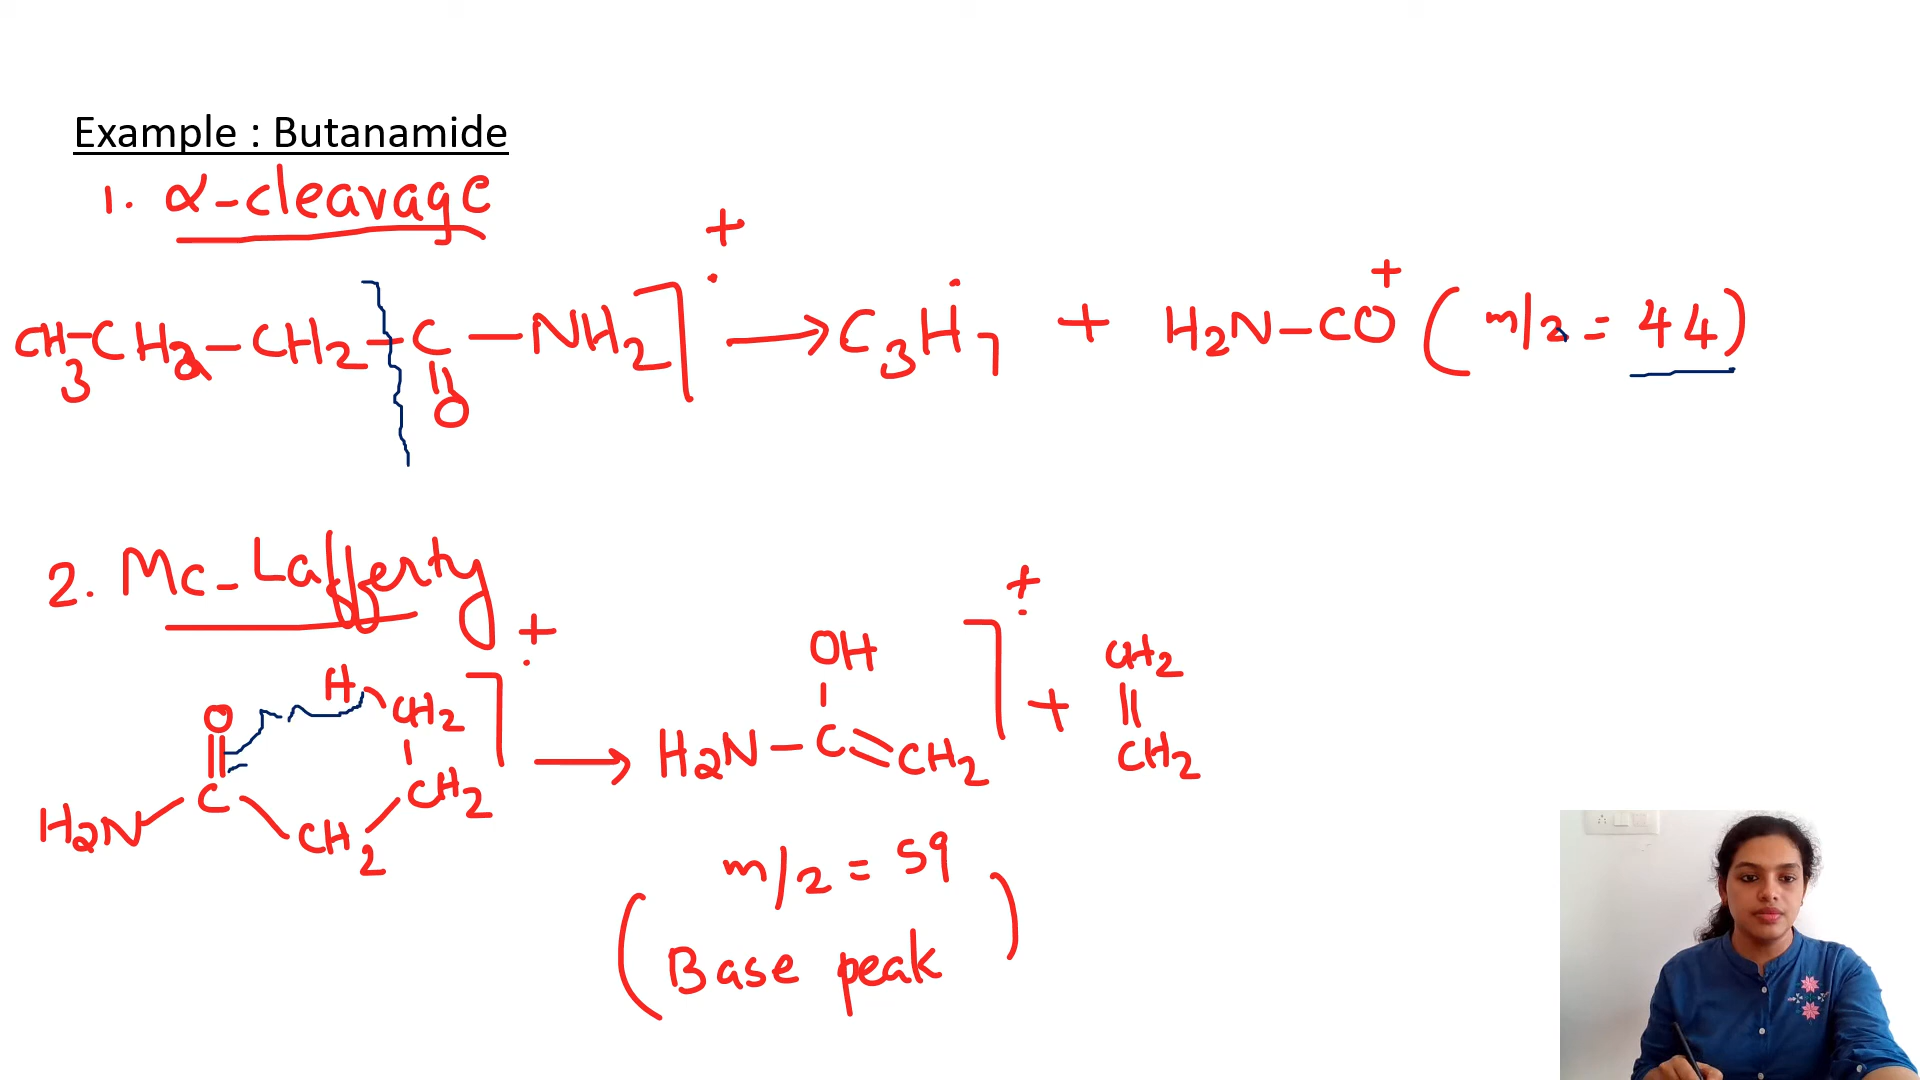 Example : Butanamide
1. α-cleavage
CH3-CH2-CH2-C(=O)-NH2]+. → C3H7. + H2N-CO+ (m/z = 44)
2. Mc-Lafferty
H2N-C(=O)-CH2-CH2-CH2-H]+. → H2N-C(OH)=CH2]+. + CH2=CH2
m/z = 59
(Base peak)